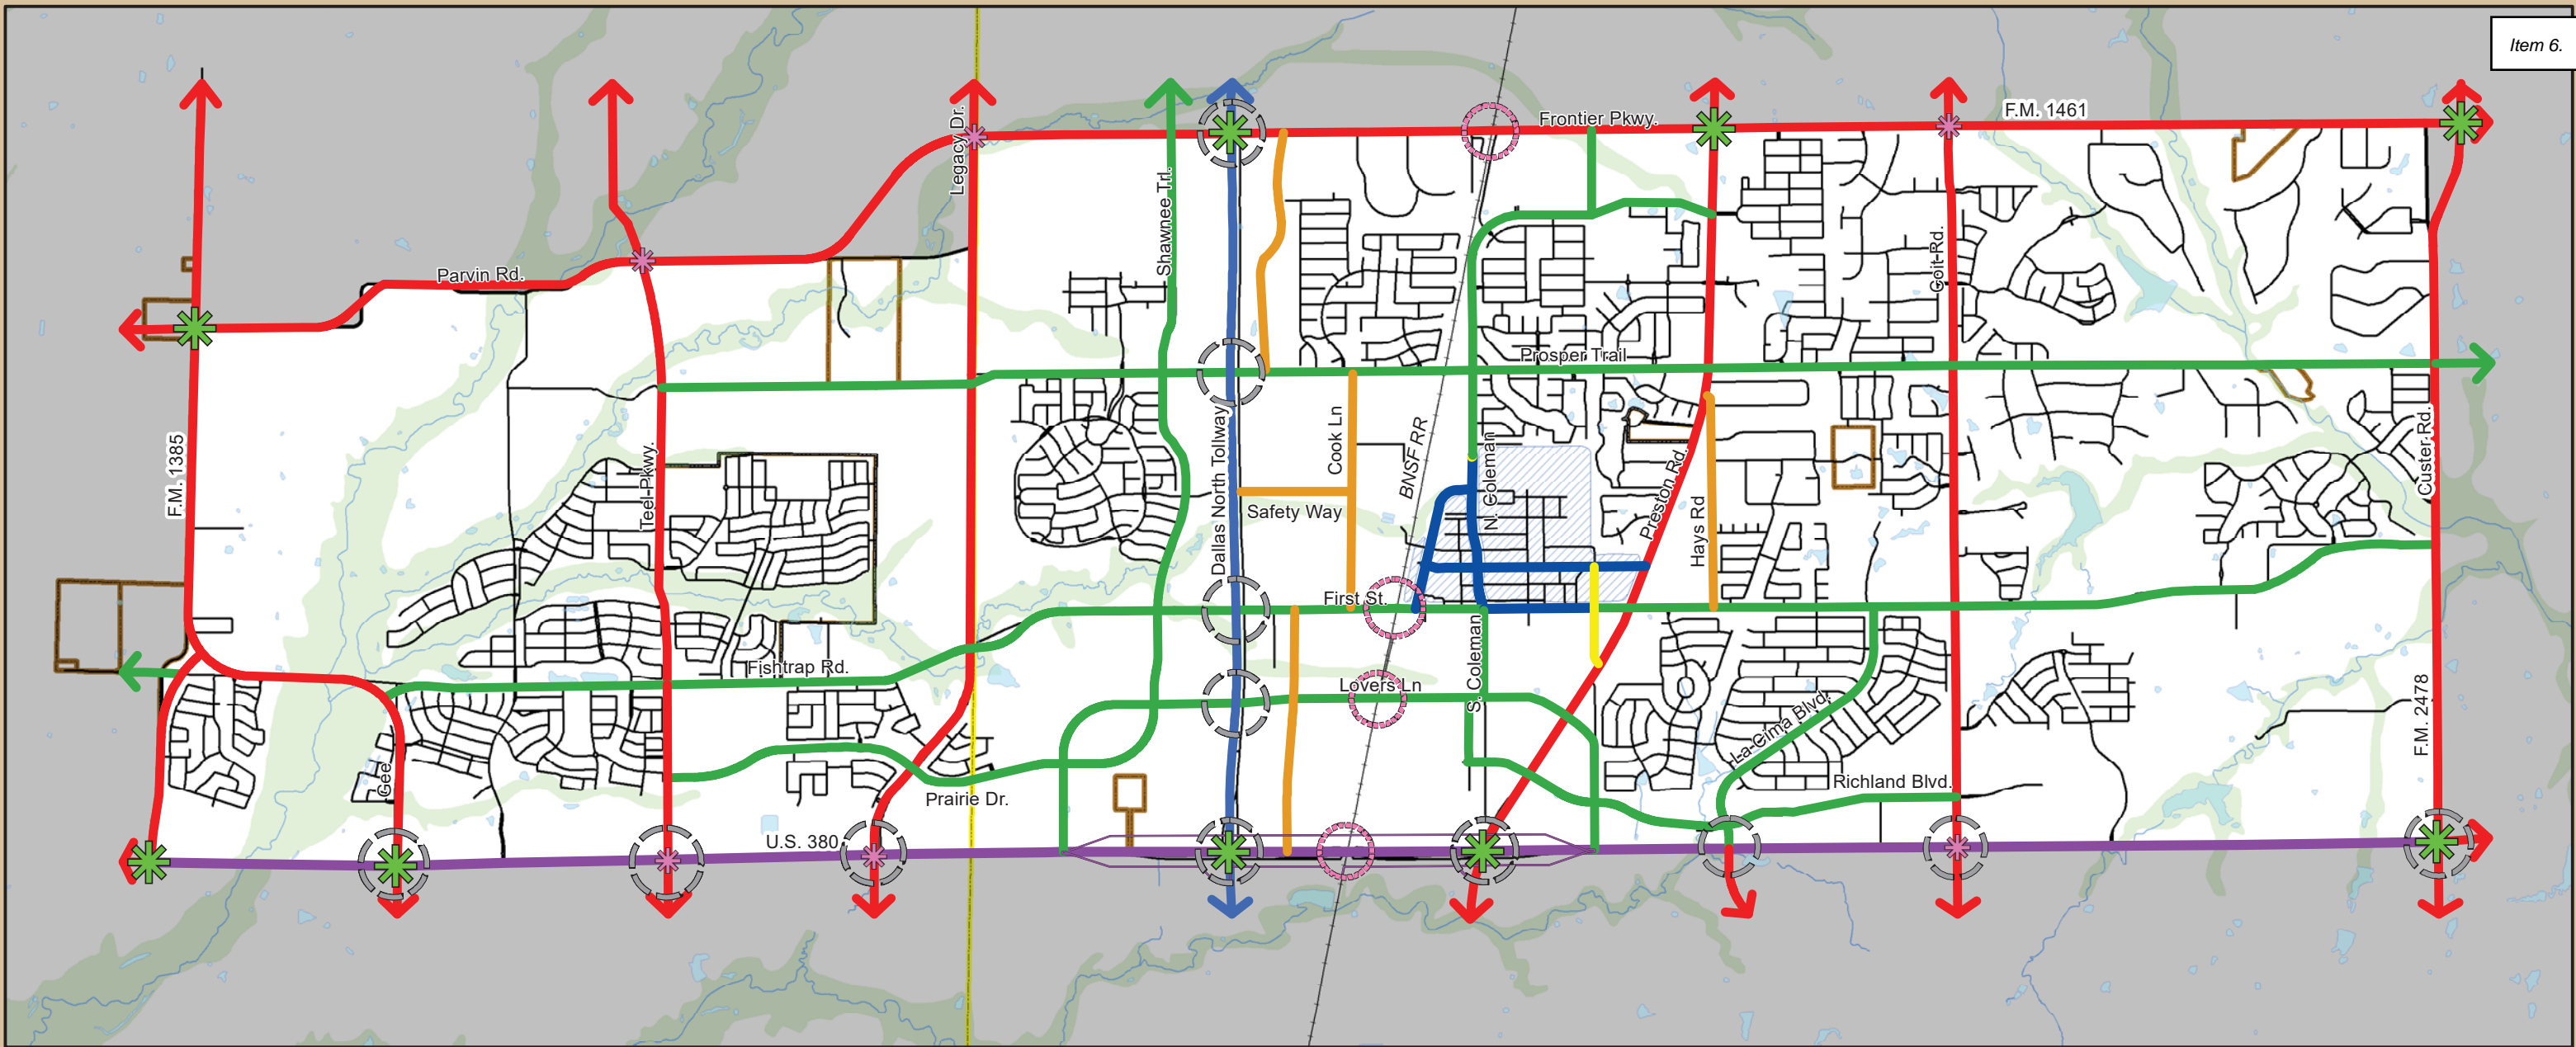 Item 6.
F.M. 1461
Frontier Pkwy.
Legacy Dr.
Shawnee Trl.
Coit Rd.
Parvin Rd.
Prosper Trail
F.M. 1385
Teel Pkwy.
Dallas North Tollway
Cook Ln
BNSF RR
N. Coleman
Preston Rd.
Hays Rd
Custer Rd.
Safety Way
First St.
Fishtrap Rd.
Lovers Ln
S. Coleman
La Cima Blvd.
F.M. 2478
Gee
Prairie Dr.
Richland Blvd.
U.S. 380